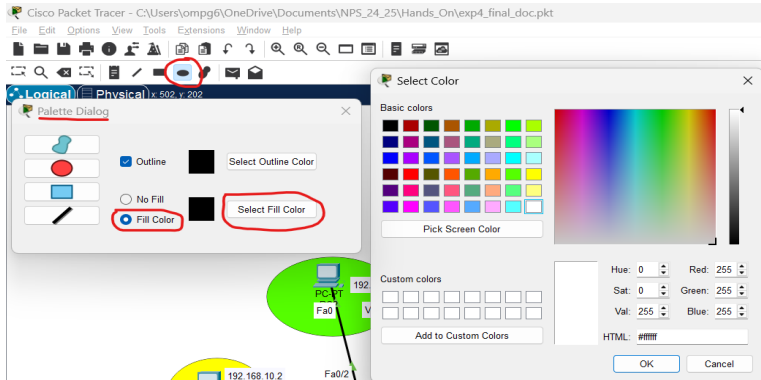 Cisco Packet Tracer - C:\Users\ompg6\OneDrive\Documents\NPS_24_25\Hands_On\exp4_final_doc.pkt
File Edit Options View Tools Extensions Window Help
Logical Physical x: 502, y: 202
Palette Dialog
Outline
Select Outline Color
No Fill
Fill Color
Select Fill Color
PC-PT
192.
Fa0
V
192.168.10.2
Fa0/2
Select Color
Basic colors
Pick Screen Color
Custom colors
Add to Custom Colors
Hue: 0 Red: 255
Sat: 0 Green: 255
Val: 255 Blue: 255
HTML: #ffffff
OK Cancel